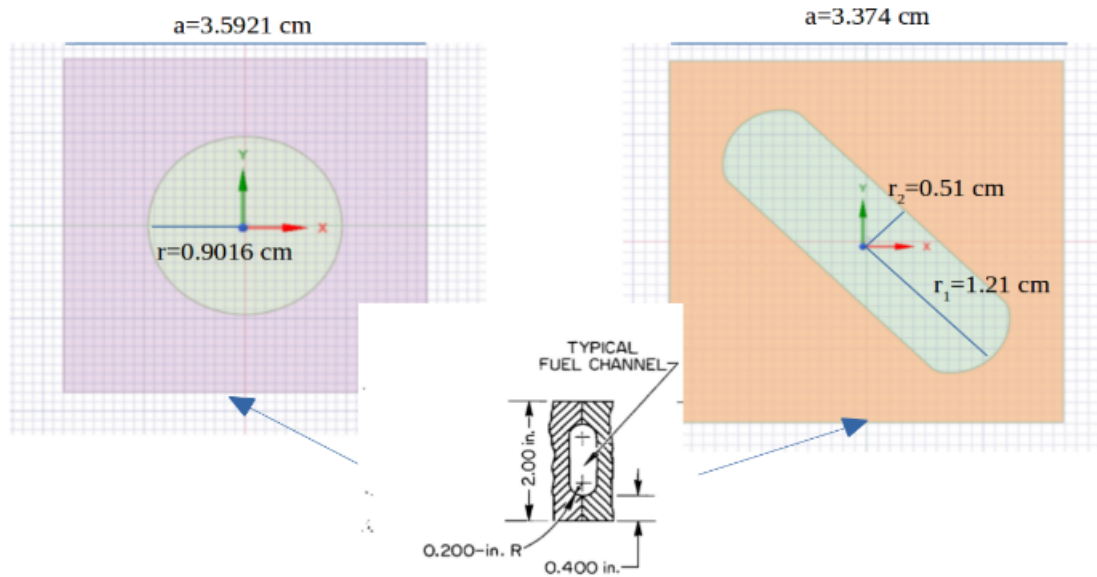 a=3.5921 cm
a=3.374 cm
Y
X
r=0.9016 cm
r₂=0.51 cm
Y
X
r₁=1.21 cm
TYPICAL
FUEL CHANNEL
2.00 in.
0.200-in. R
0.400 in.